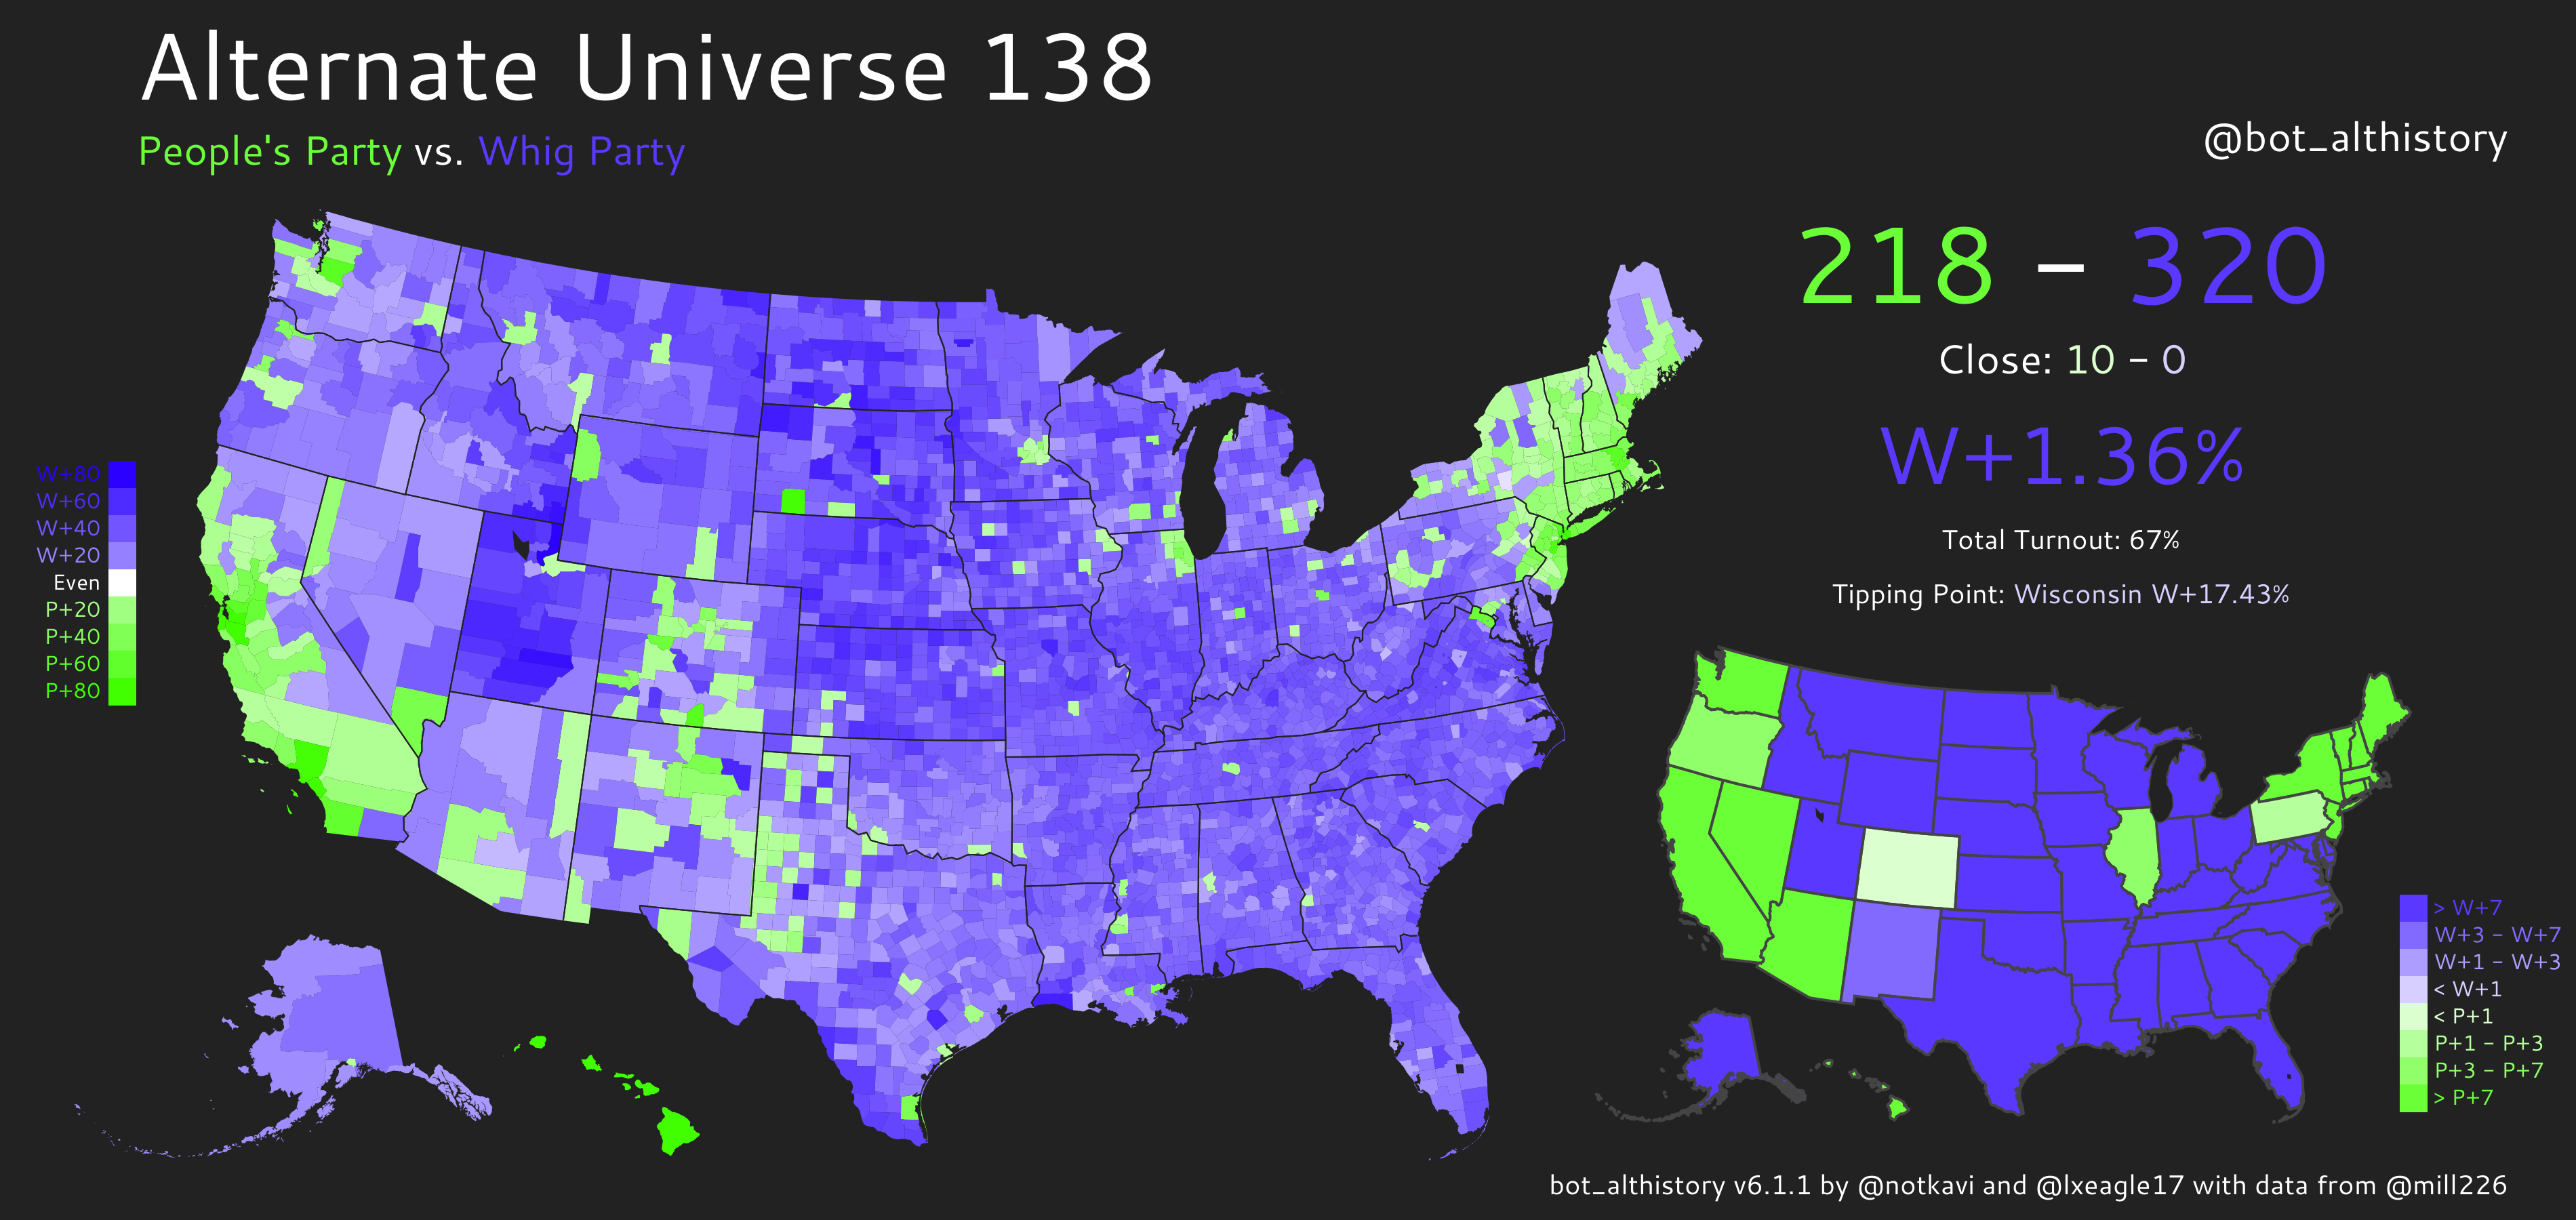 Alternate Universe 138
People's Party vs. Whig Party
@bot_althistory
218 – 320
Close: 10 – 0
W+1.36%
Total Turnout: 67%
Tipping Point: Wisconsin W+17.43%
W+80
W+60
W+40
W+20
Even
P+20
P+40
P+60
P+80
> W+7
W+3 – W+7
W+1 – W+3
< W+1
< P+1
P+1 – P+3
P+3 – P+7
> P+7
bot_althistory v6.1.1 by @notkavi and @lxeagle17 with data from @mill226